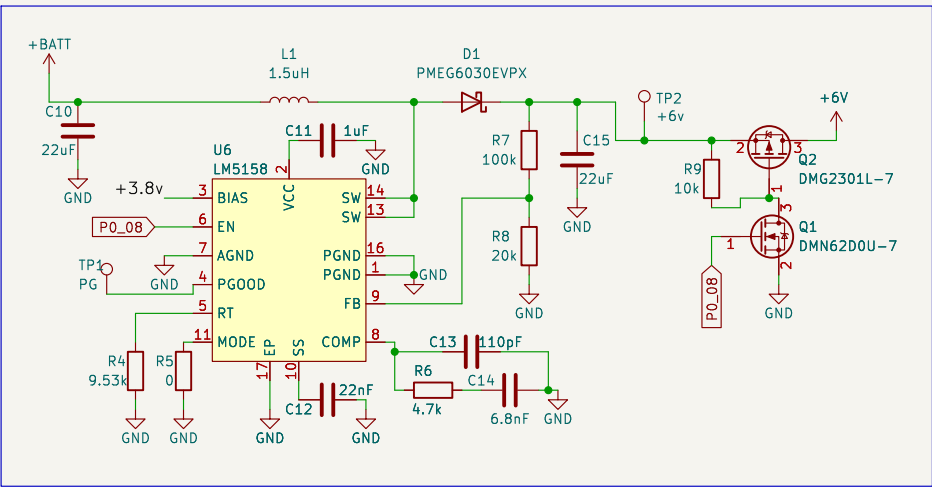 +BATT
L1
1.5uH
D1
PMEG6030EVPX
C10
22uF
GND
C11
1uF
GND
TP2
+6v
+6V
R7
100k
C15
22uF
GND
R9
10k
2
3
1
Q2
DMG2301L-7
U6
LM5158
2
VCC
+3.8v
3
BIAS
SW
14
SW
13
P0_08
6
EN
7
AGND
GND
PGND
16
PGND
1
GND
TP1
PG
4
PGOOD
5
RT
FB
9
11
MODE
COMP
8
EP
17
SS
10
R8
20k
GND
3
1
2
Q1
DMN62D0U-7
P0_08
GND
R4
9.53k
GND
R5
0
GND
GND
C12
22nF
GND
C13
110pF
R6
4.7k
C14
6.8nF
GND